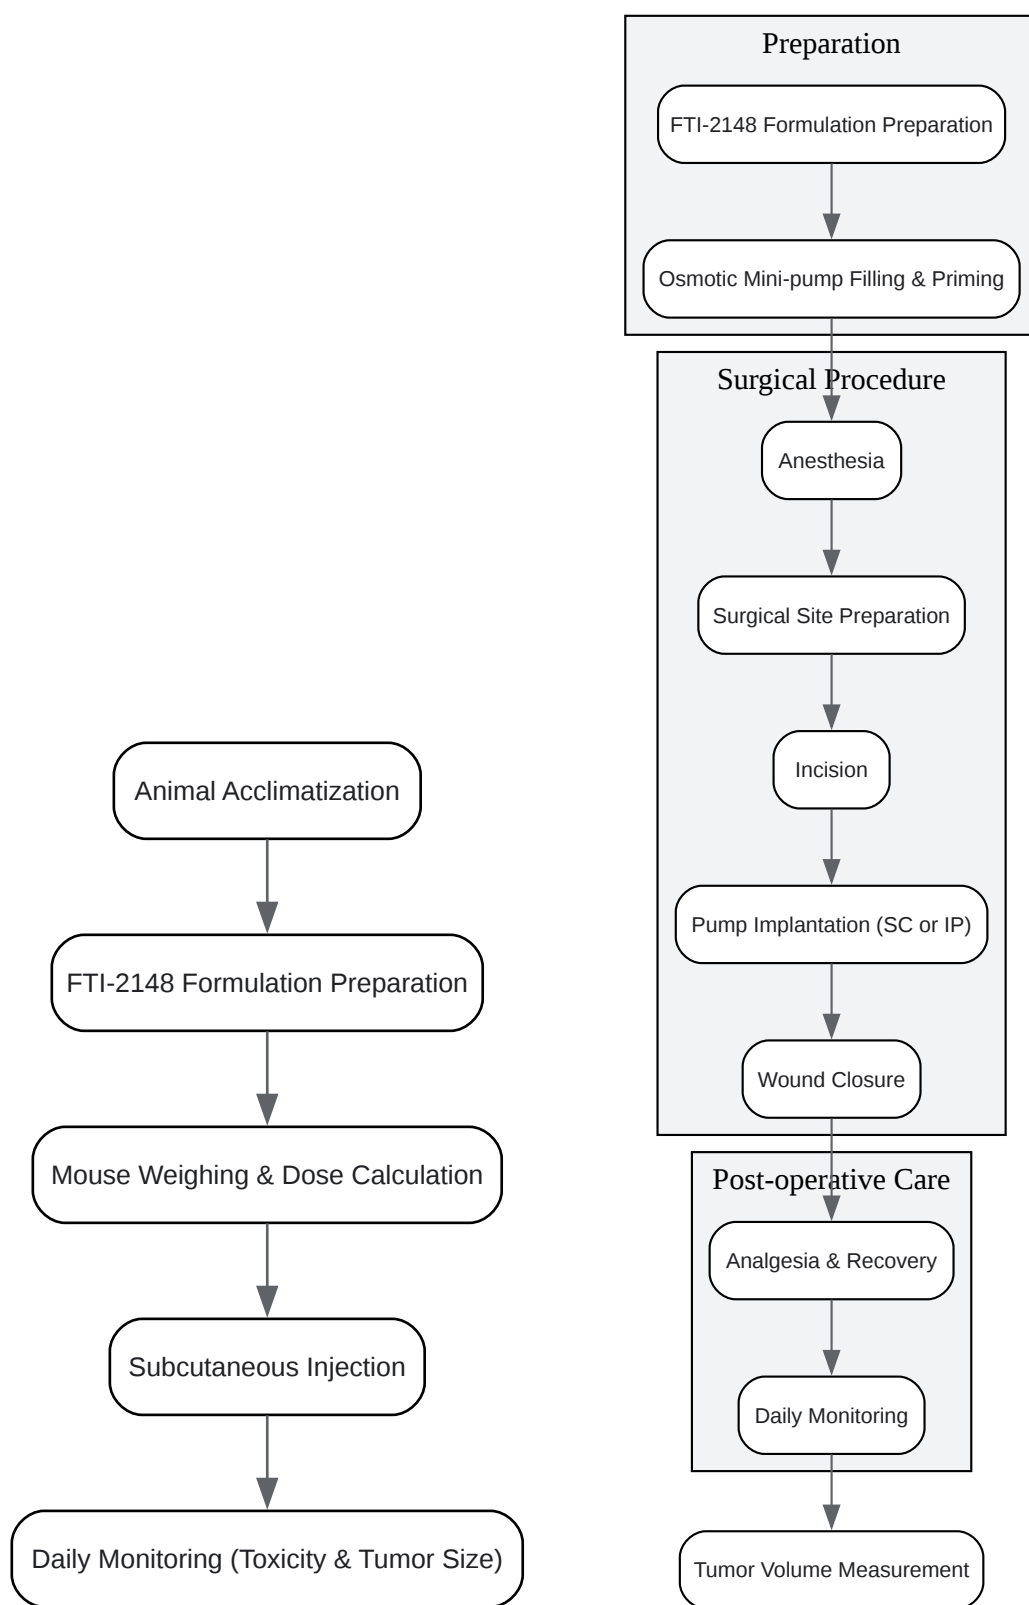 Animal Acclimatization
FTI-2148 Formulation Preparation
Mouse Weighing & Dose Calculation
Subcutaneous Injection
Daily Monitoring (Toxicity & Tumor Size)
Preparation
FTI-2148 Formulation Preparation
Osmotic Mini-pump Filling & Priming
Surgical Procedure
Anesthesia
Surgical Site Preparation
Incision
Pump Implantation (SC or IP)
Wound Closure
Post-operative Care
Analgesia & Recovery
Daily Monitoring
Tumor Volume Measurement